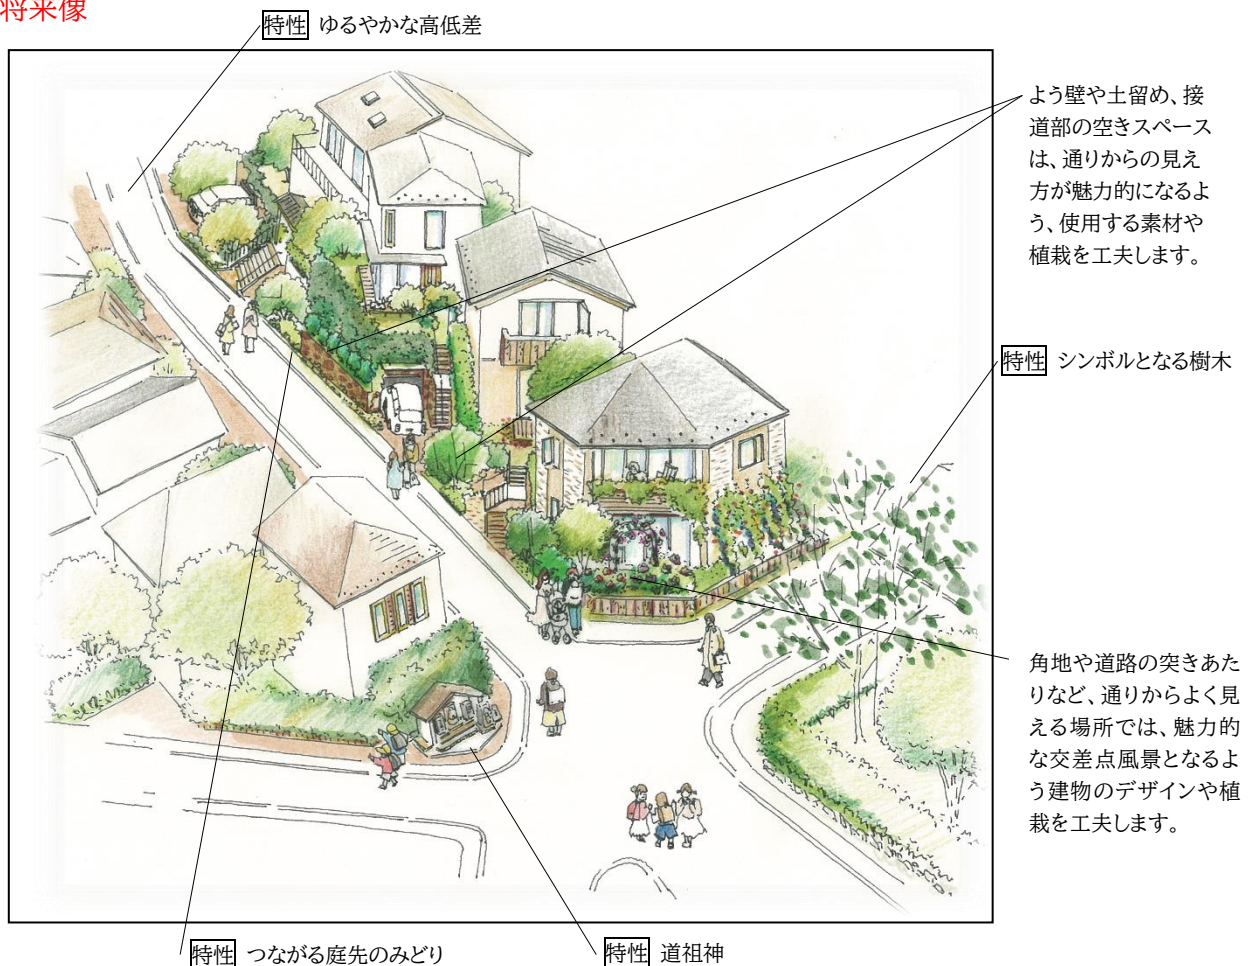 将来像
特性 ゆるやかな高低差
よう壁や土留め、接
道部の空きスペース
は、通りからの見え
方が魅力的になるよ
う、使用する素材や
植栽を工夫します。
特性 シンボルとなる樹木
角地や道路の突きあた
りなど、通りからよく見
える場所では、魅力的
な交差点風景となるよ
う建物のデザインや植
栽を工夫します。
特性 つながる庭先のみどり
特性 道祖神